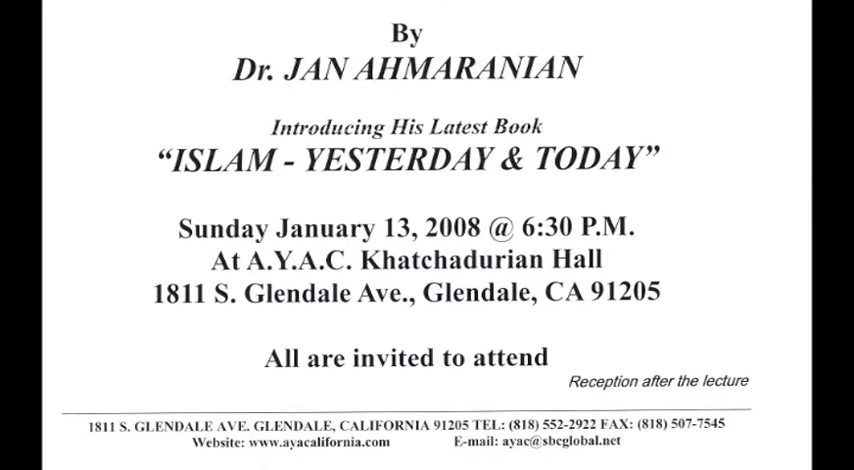 By
Dr. JAN AHMARANIAN
Introducing His Latest Book
“ISLAM - YESTERDAY & TODAY”
Sunday January 13, 2008 @ 6:30 P.M.
At A.Y.A.C. Khatchadurian Hall
1811 S. Glendale Ave., Glendale, CA 91205
All are invited to attend
Reception after the lecture
1811 S. GLENDALE AVE. GLENDALE, CALIFORNIA 91205 TEL: (818) 552-2922 FAX: (818) 507-7545
Website: www.ayacalifornia.com E-mail: ayac@sbcglobal.net